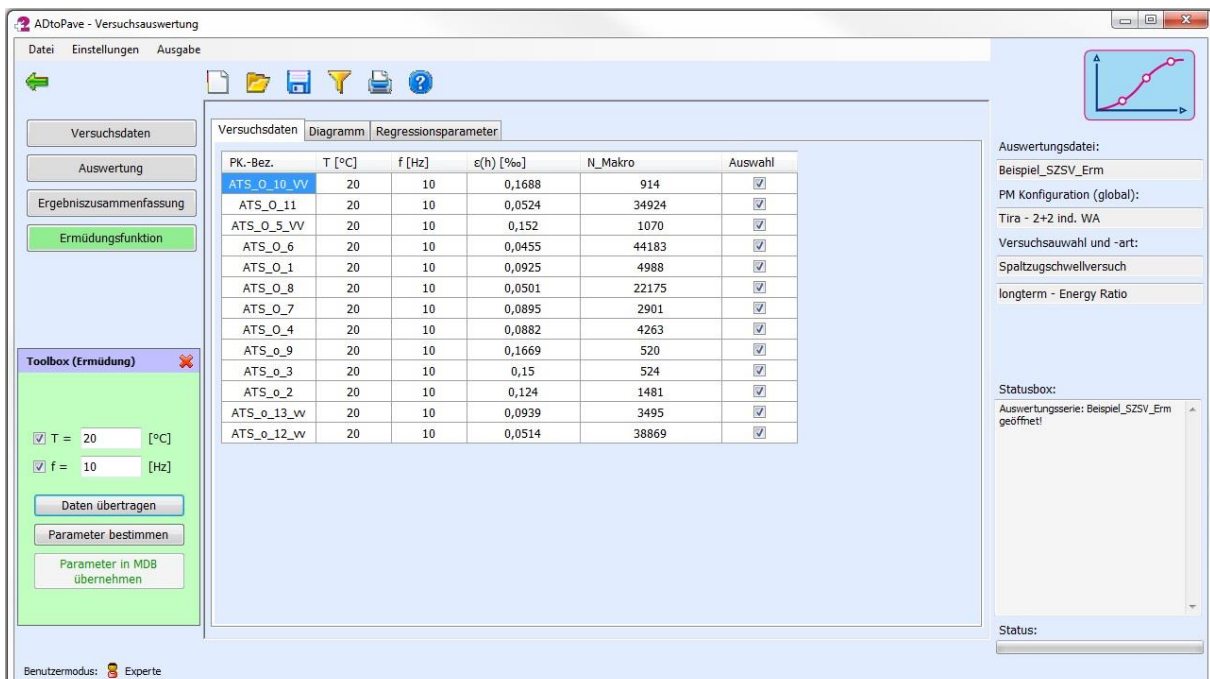 ADtoPave - Versuchsauswertung
Datei Einstellungen Ausgabe
Versuchsdaten
Auswertung
Ergebniszusammenfassung
Ermüdungsfunktion
Toolbox (Ermüdung)
T = 20 [°C]
f = 10 [Hz]
Daten übertragen
Parameter bestimmen
Parameter in MDB
übernehmen
Benutzermodus: Experte
Versuchsdaten Diagramm Regressionsparameter
PK.-Bez. T [°C] f [Hz] ε(h) [‰] N_Makro Auswahl
ATS_O_10_VV 20 10 0,1688 914
ATS_O_11 20 10 0,0524 34924
ATS_O_5_VV 20 10 0,152 1070
ATS_O_6 20 10 0,0455 44183
ATS_O_1 20 10 0,0925 4988
ATS_O_8 20 10 0,0501 22175
ATS_O_7 20 10 0,0895 2901
ATS_O_4 20 10 0,0882 4263
ATS_o_9 20 10 0,1669 520
ATS_o_3 20 10 0,15 524
ATS_o_2 20 10 0,124 1481
ATS_o_13_vv 20 10 0,0939 3495
ATS_o_12_vv 20 10 0,0514 38869
Auswertungsdatei:
Beispiel_SZSV_Erm
PM Konfiguration (global):
Tira - 2+2 ind. WA
Versuchsauwahl und -art:
Spaltzugschwellversuch
longterm - Energy Ratio
Statusbox:
Auswertungsserie: Beispiel_SZSV_Erm
geöffnet!
Status: